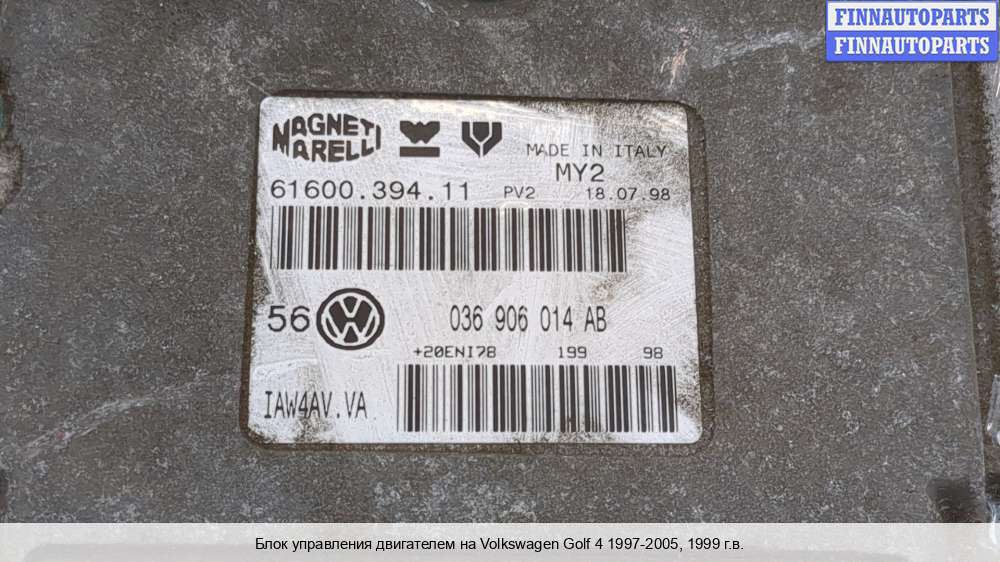 FINNAUTOPARTS
FINNAUTOPARTS
MAGNETI
MARELLI
MADE IN ITALY
MY2
61600.394.11 PV2 18.07.98
56 VW 036 906 014 AB
+20ENI78 199 98
IAW4AV.VA
Блок управления двигателем на Volkswagen Golf 4 1997-2005, 1999 г.в.